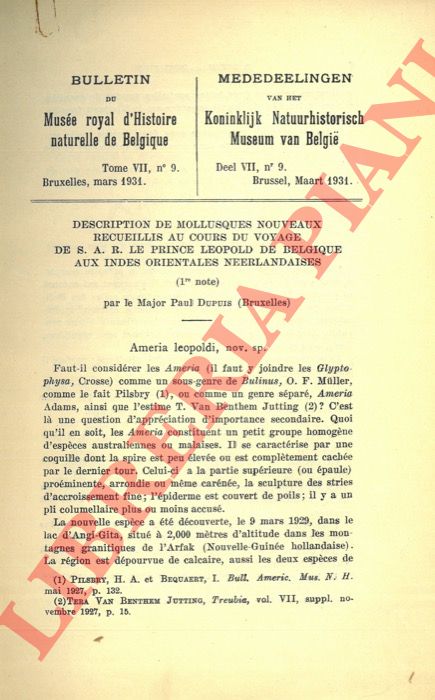 BULLETIN
DU
Musée royal d'Histoire
naturelle de Belgique
Tome VII, n° 9.
Bruxelles, mars 1931.
MEDEDEELINGEN
VAN HET
Koninklijk Natuurhistorisch
Museum van België
Deel VII, nr 9.
Brussel, Maart 1931.
DESCRIPTION DE MOLLUSQUES NOUVEAUX
RECUEILLIS AU COURS DU VOYAGE
DE S. A. R. LE PRINCE LEOPOLD DE BELGIQUE
AUX INDES ORIENTALES NEERLANDAISES
(1re note)
par le Major Paul DUPUIS (Bruxelles)
Ameria leopoldi, nov. sp.
Faut-il considérer les Ameria (il faut y joindre les Glypto-
physa, Crosse) comme un sous-genre de Bulinus, O. F. Müller,
comme le fait Pilsbry (1), ou comme un genre séparé, Ameria
Adams, ainsi que l'estime T. Van Benthem Jutting (2)? C'est
là une question d'appréciation d'importance secondaire. Quoi
qu'il en soit, les Ameria constituent un petit groupe homogène
d'espèces australiennes ou malaises. Il se caractérise par une
coquille dont la spire est peu élevée ou est complètement cachée
par le dernier tour. Celui-ci a la partie supérieure (ou épaule)
proéminente, arrondie ou même carénée, la sculpture des stries
d'accroissement fine; l'épiderme est couvert de poils; il y a un
pli columellaire plus ou moins accusé.
La nouvelle espèce a été découverte, le 9 mars 1929, dans le
lac d'Angi-Gita, situé à 2,000 mètres d'altitude dans les mon-
tagnes granitiques de l'Arfak (Nouvelle-Guinée hollandaise).
La région est dépourvue de calcaire, aussi les deux espèces de
(1) PILSBRY, H. A. et BEQUAERT, I. Bull. Americ. Mus. N. H.
mai 1927, p. 132.
(2)TERA VAN BENTHEM JUTTING, Treubia, vol. VII, suppl. no-
vembre 1927, p. 15.
LIBRERIA PIANI